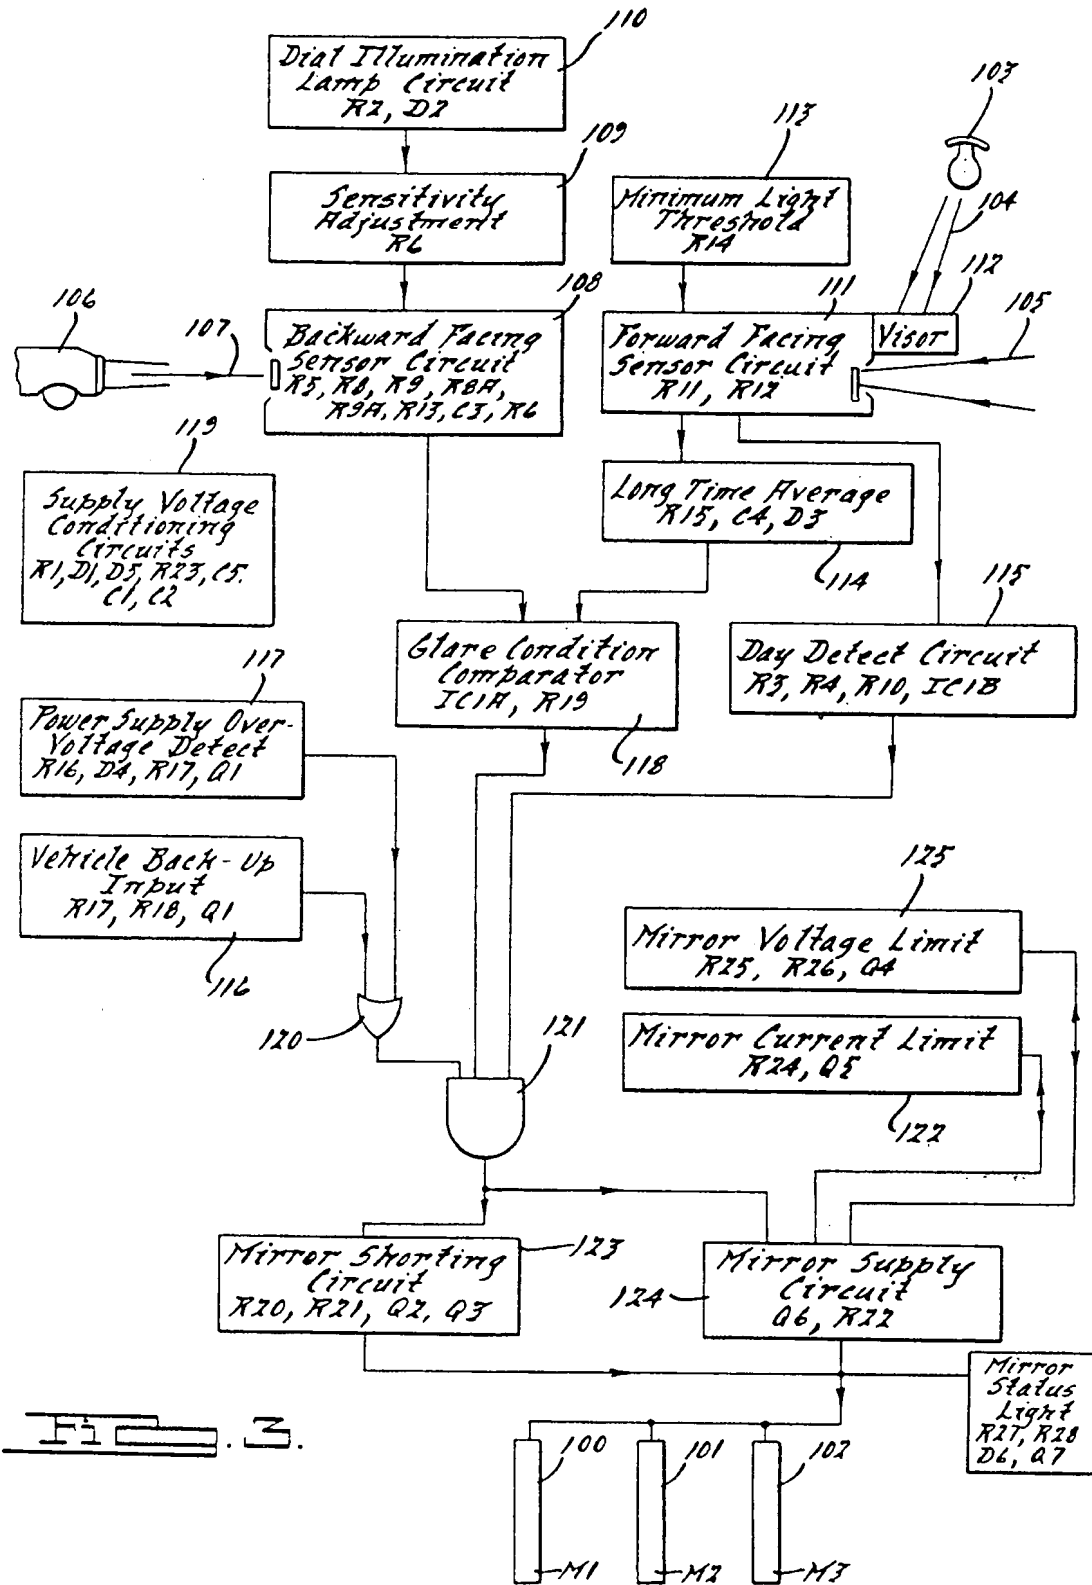 110
Dial Illumination
Lamp Circuit
R2, D2
109
Sensitivity
Adjustment
R6
113
Minimum Light
Threshold
R14
103
104
112
111
Visor
105
106
107
108
Backward Facing
Sensor Circuit
R5, R8, R9, R8A,
R9A, R13, C3, R6
Forward Facing
Sensor Circuit
R11, R12
119
Supply Voltage
Conditioning
Circuits
R1, D1, D5, R23, C5.
C1, C2
Long Time Average
R15, C4, D3
114
115
Glare Condition
Comparator
IC1A, R19
118
Day Detect Circuit
R3, R4, R10, IC1B
117
Power Supply Over-
Voltage Detect
R16, D4, R17, Q1
Vehicle Back-Up
Input
R17, R18, Q1
116
120
121
125
Mirror Voltage Limit
R25, R26, Q4
Mirror Current Limit
R24, Q5
122
Mirror Shorting
Circuit
R20, R21, Q2, Q3
123
124
Mirror Supply
Circuit
Q6, R22
Mirror
Status
Light
R27, R28
D6, Q7
Fig. 3.
100
101
102
M1
M2
M3